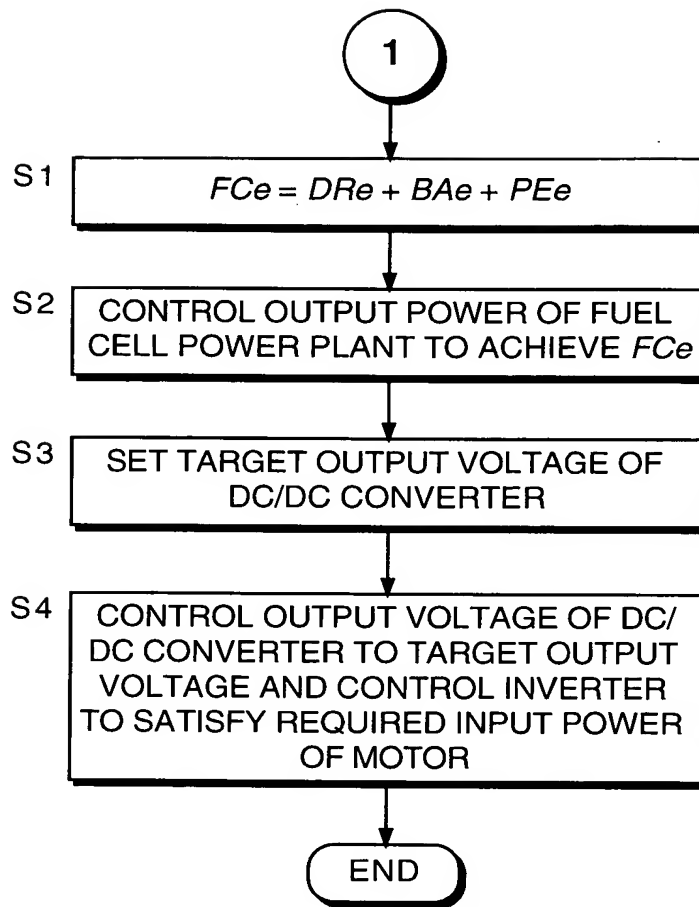 1
S1
FCe = DRe + BAe + PEe
S2
CONTROL OUTPUT POWER OF FUEL
CELL POWER PLANT TO ACHIEVE FCe
S3
SET TARGET OUTPUT VOLTAGE OF
DC/DC CONVERTER
S4
CONTROL OUTPUT VOLTAGE OF DC/
DC CONVERTER TO TARGET OUTPUT
VOLTAGE AND CONTROL INVERTER
TO SATISFY REQUIRED INPUT POWER
OF MOTOR
END